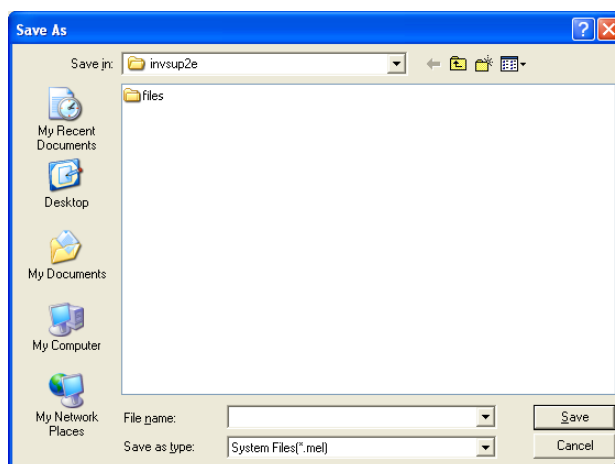 Save As
Save in:
invsup2e
files
My Recent
Documents
Desktop
My Documents
My Computer
My Network
Places
File name:
Save
Save as type:
System Files(*.mel)
Cancel